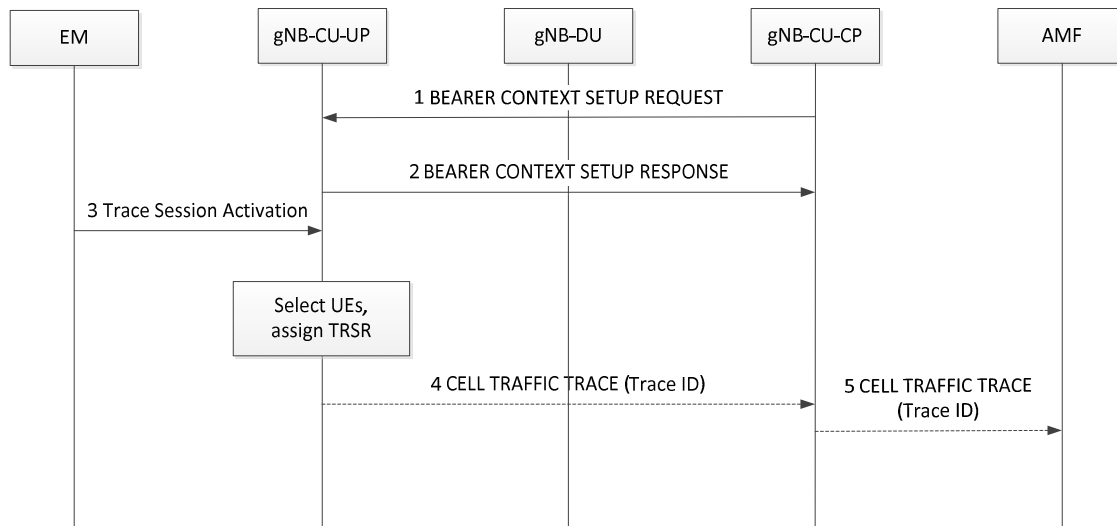 EM
gNB-CU-UP
gNB-DU
gNB-CU-CP
AMF
1 BEARER CONTEXT SETUP REQUEST
2 BEARER CONTEXT SETUP RESPONSE
3 Trace Session Activation
Select UEs,
assign TRSR
4 CELL TRAFFIC TRACE (Trace ID)
5 CELL TRAFFIC TRACE
(Trace ID)